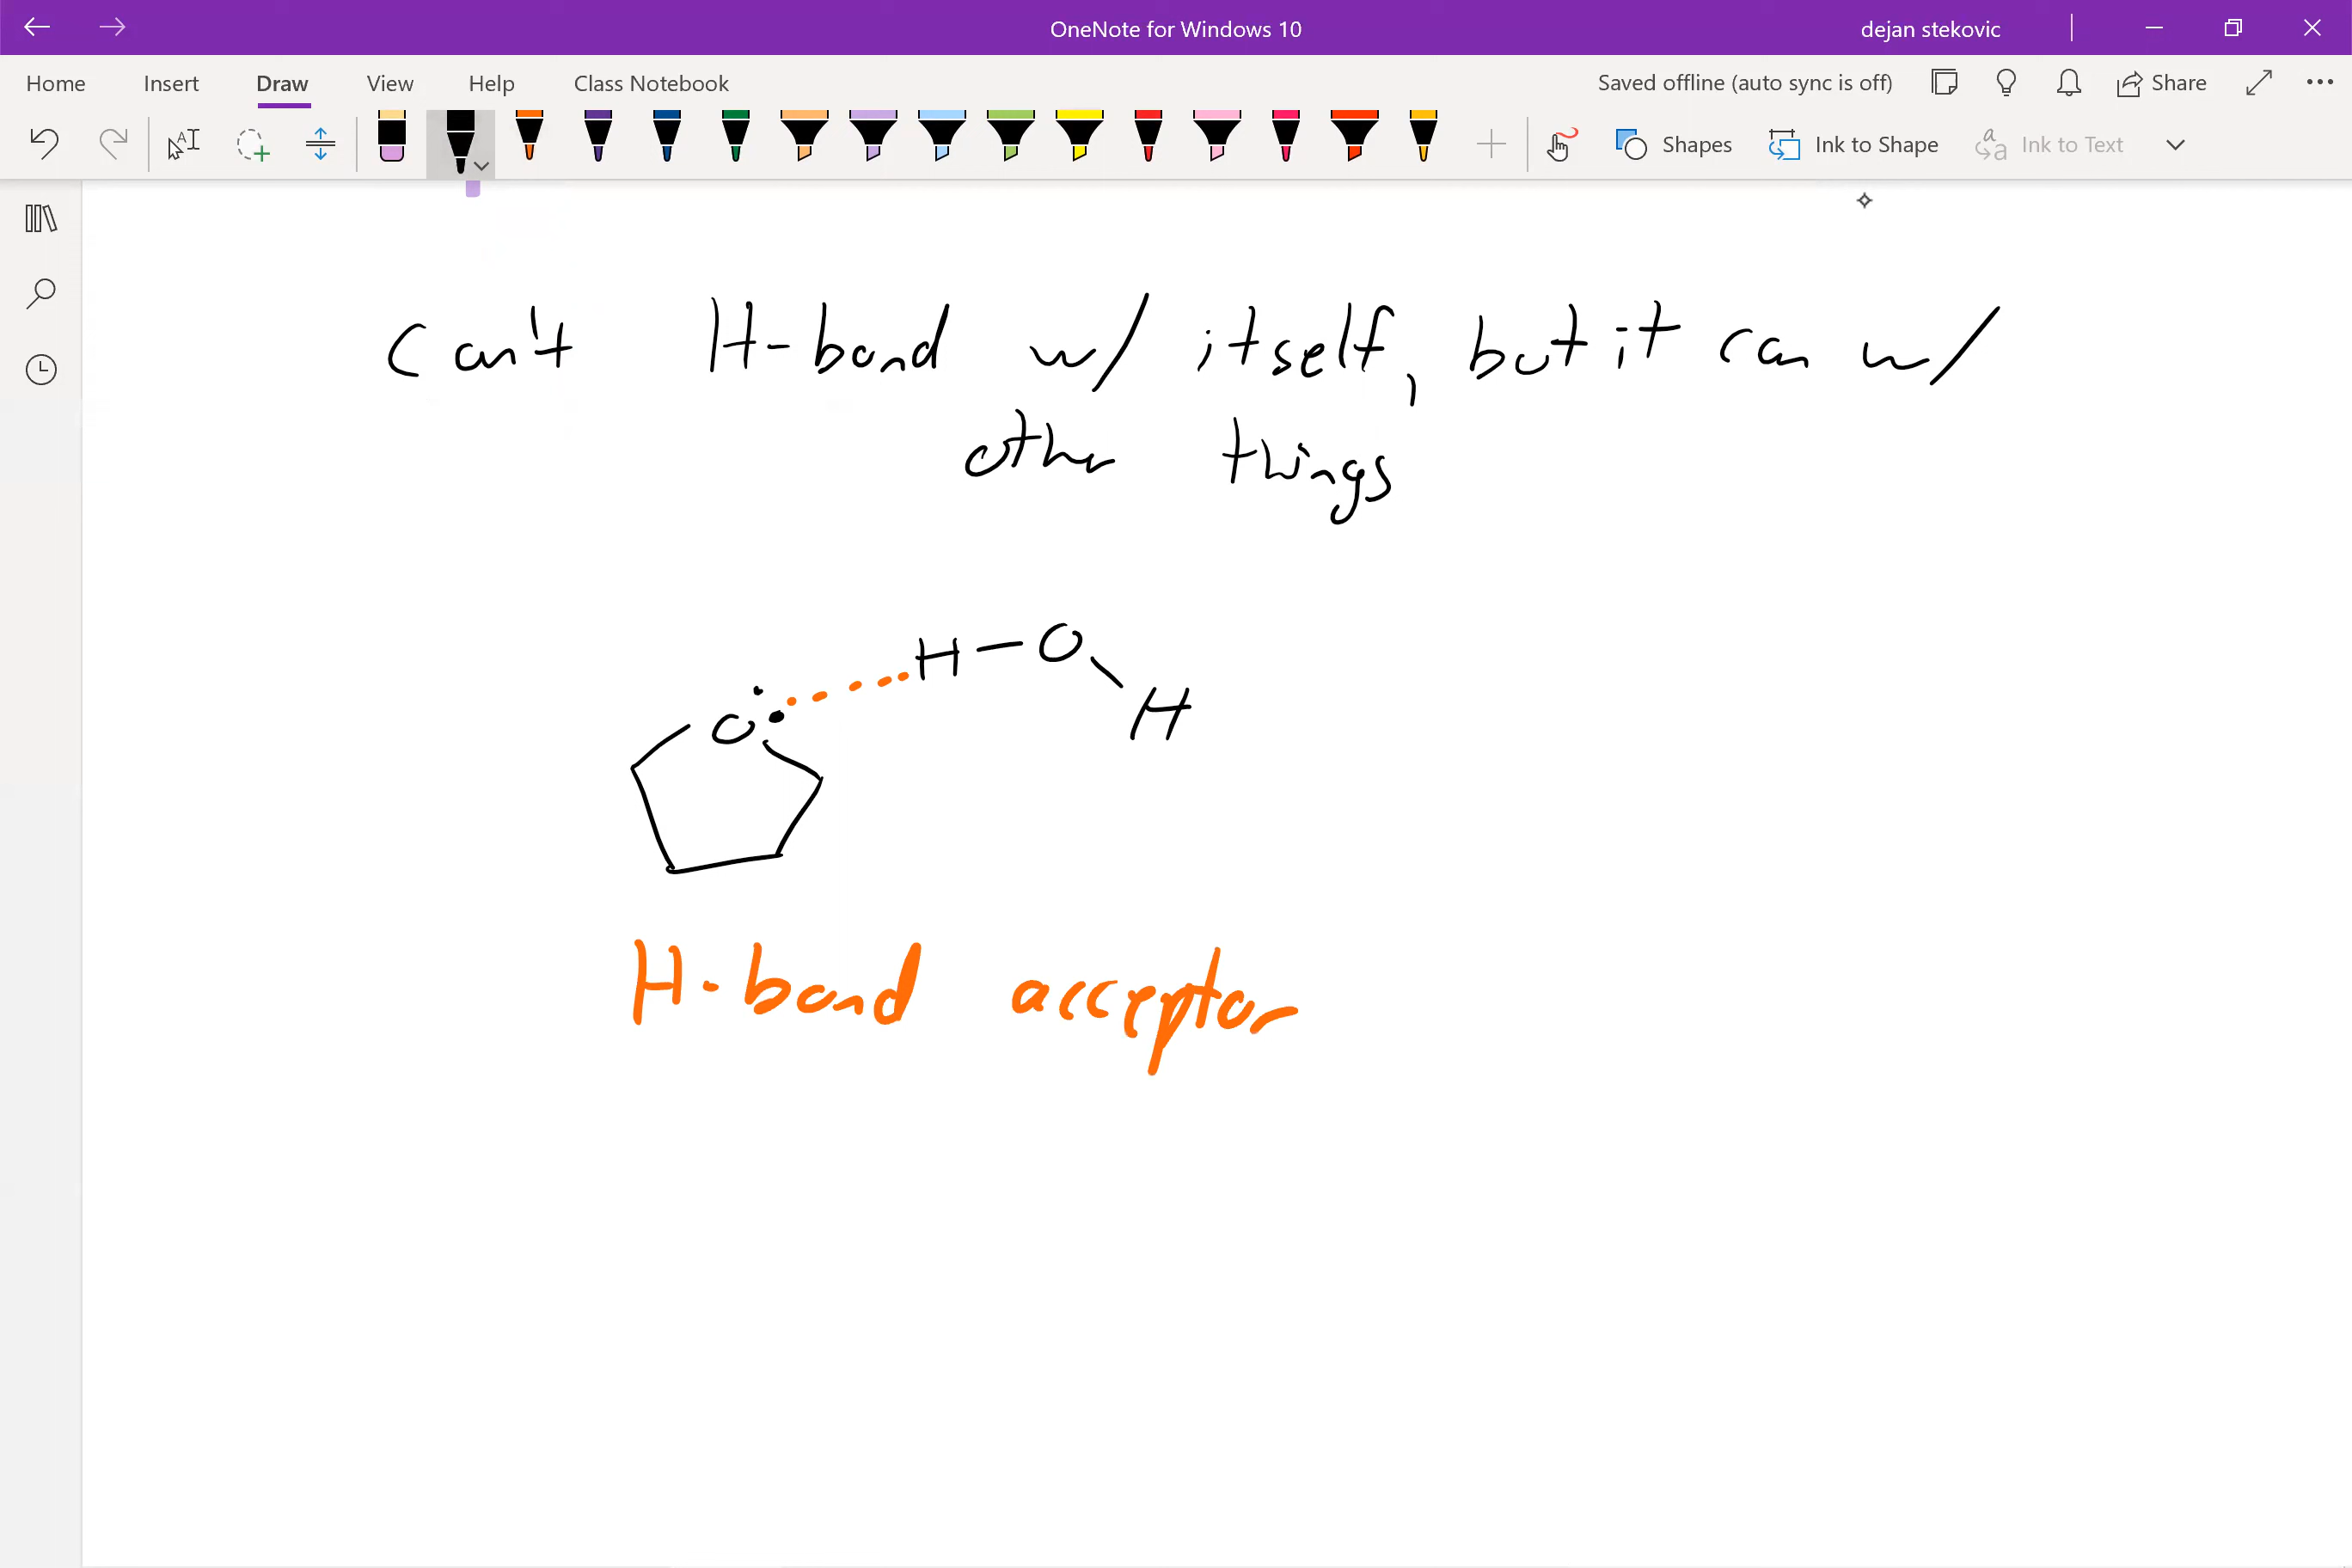 OneNote for Windows 10
dejan stekovic
Home Insert Draw View Help Class Notebook
Saved offline (auto sync is off)
Share
Shapes
Ink to Shape
Ink to Text
Can't H-bond w/ itself, but it can w/
other things
H-O
O:
H
H-bond acceptor